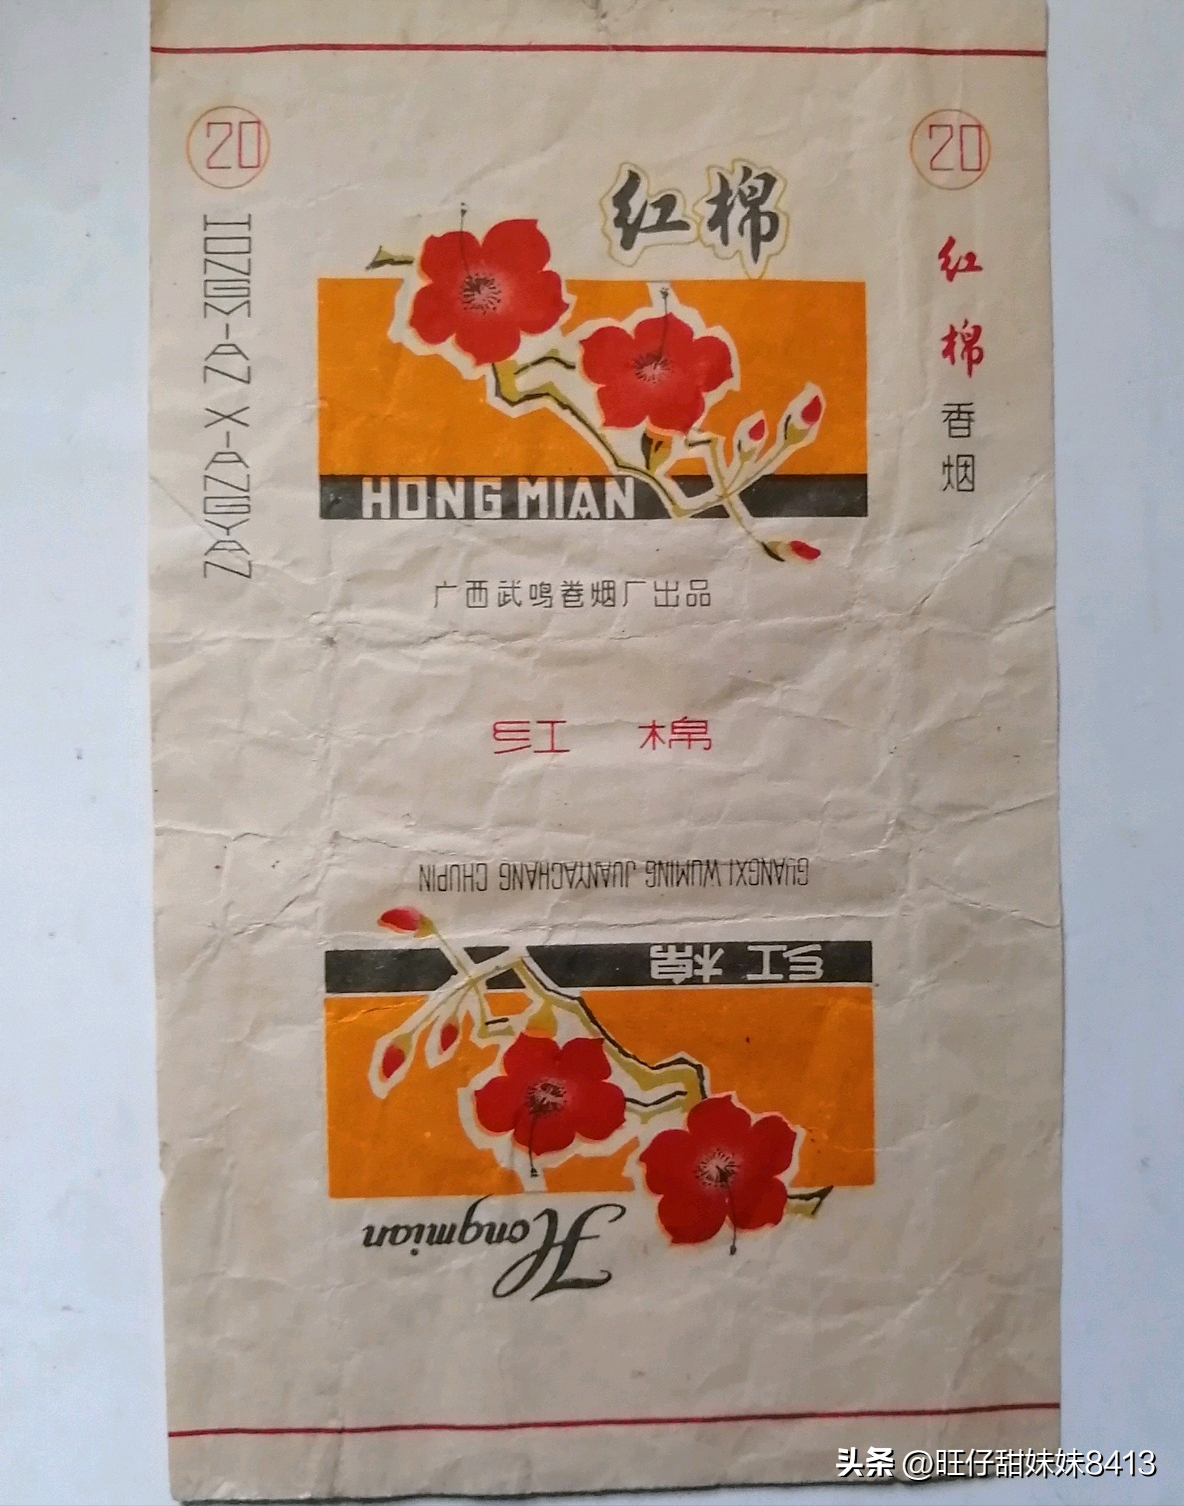 20
HONGMIAN XIANGYAN
20
红棉
香烟
红棉
HONG MIAN
广西武鸣卷烟厂出品
红 棉
GUANGXI WUMING JUANYACHANG CHUPIN
红棉
Hongmian
头条 @旺仔甜妹妹8413